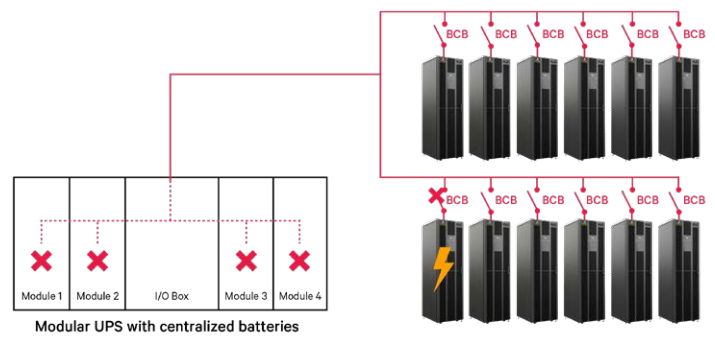 BCB BCB BCB BCB BCB BCB
BCB BCB BCB BCB BCB BCB
Module 1 Module 2 I/O Box Module 3 Module 4
Modular UPS with centralized batteries